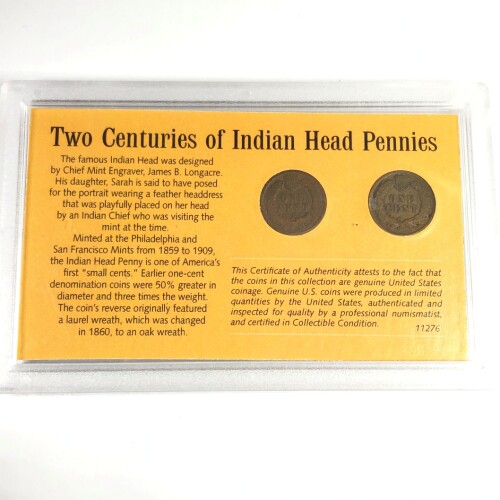 Two Centuries of Indian Head Pennies
The famous Indian Head was designed
by Chief Mint Engraver, James B. Longacre.
His daughter, Sarah is said to have posed
for the portrait wearing a feather headdress
that was playfully placed on her head
by an Indian Chief who was visiting the
mint at the time.
Minted at the Philadelphia and
San Francisco Mints from 1859 to 1909,
the Indian Head Penny is one of America's
first "small cents." Earlier one-cent
denomination coins were 50% greater in
diameter and three times the weight.
The coin's reverse originally featured
a laurel wreath, which was changed
in 1860, to an oak wreath.
ONE
CENT
This Certificate of Authenticity attests to the fact that
the coins in this collection are genuine United States
coinage. Genuine U.S. coins were produced in limited
quantities by the United States, authenticated and
inspected for quality by a professional numismatist,
and certified in Collectible Condition.
11276